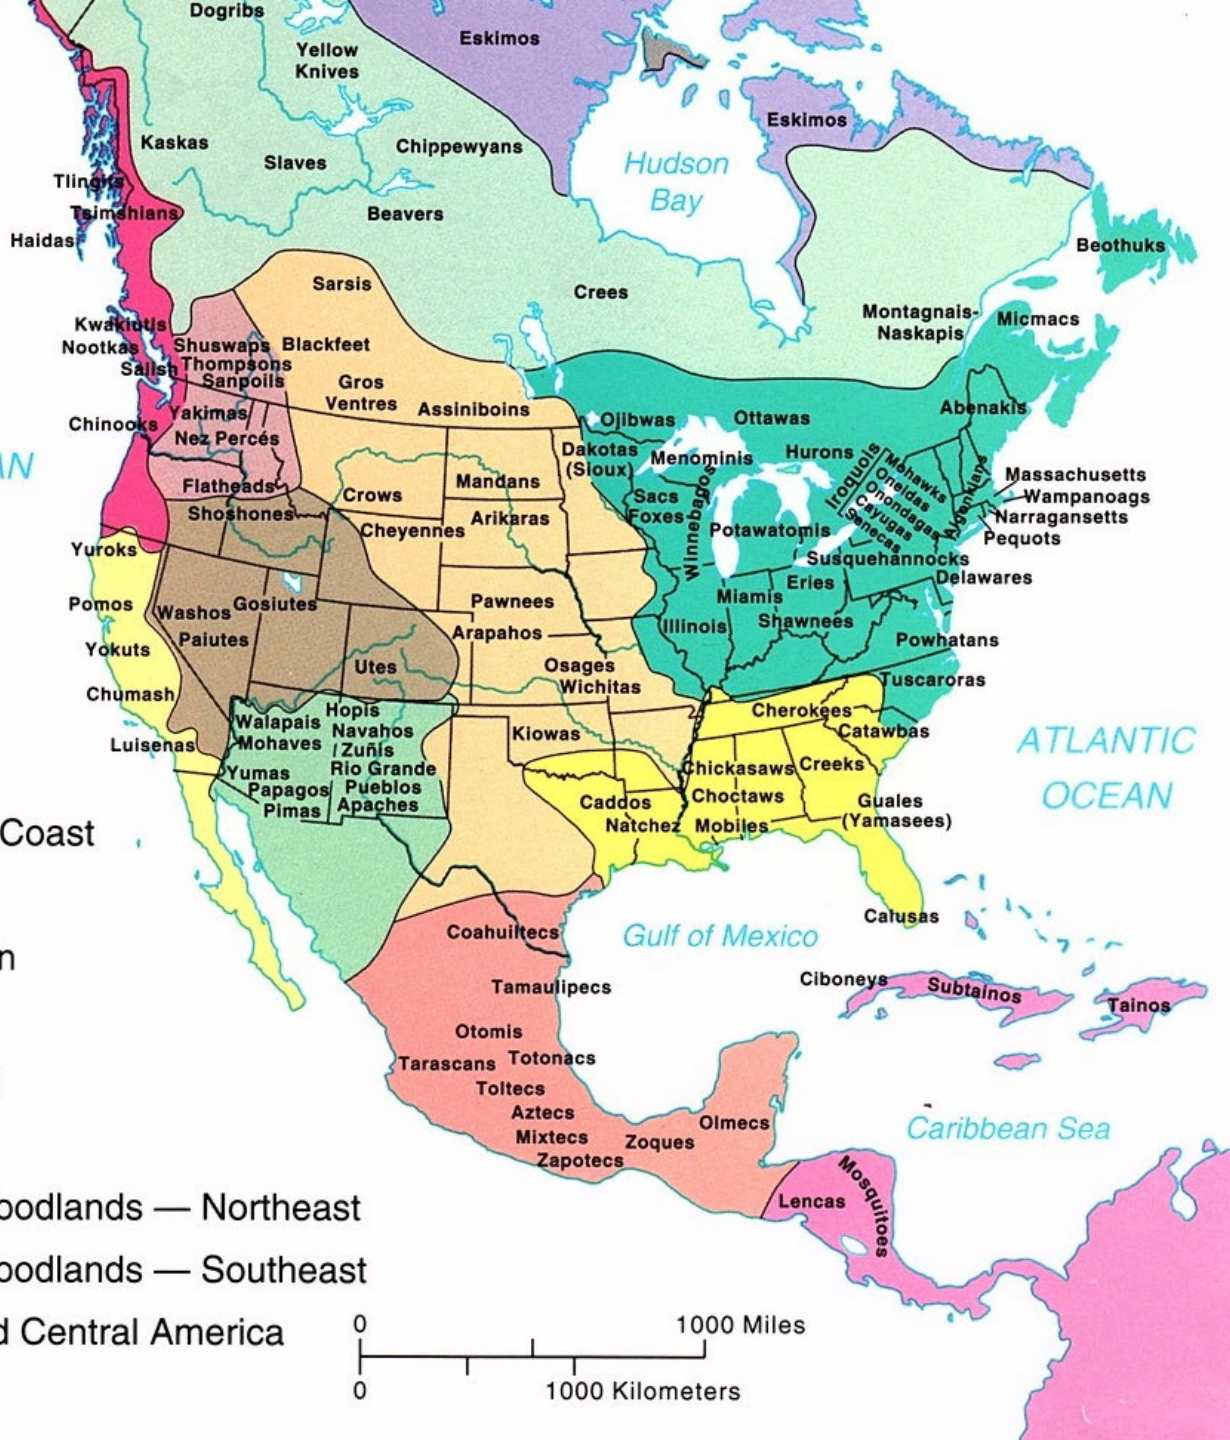 Dogribs
Eskimos
Yellow
Knives
Eskimos
Kaskas
Slaves
Chippewyans
Hudson
Bay
Tlingits
Tsimshians
Beavers
Haidas
Beothuks
Sarsis
Crees
Montagnais-
Naskapis
Micmacs
Kwakiutls
Nootkas
Salish
Shuswaps
Thompsons
Sanpoils
Blackfeet
Gros
Ventres
Assiniboins
Chinooks
Yakimas
Nez Percés
Flatheads
Ojibwas
Ottawas
Abenakis
Dakotas
(Sioux)
Menominis
Hurons
Iroquois
Mohawks
Oneidas
Onondagas
Cayugas
Senecas
Algonkians
Massachusetts
Wampanoags
Narragansetts
Pequots
AN
Crows
Mandans
Sacs
Foxes
Winnebagos
Potawatomis
Shoshones
Cheyennes
Arikaras
Susquehannocks
Delawares
Yuroks
Eries
Miamis
Pomos
Washos
Gosiutes
Pawnees
Illinois
Shawnees
Powhatans
Yokuts
Paiutes
Arapahos
Utes
Osages
Wichitas
Tuscaroras
Chumash
Luisenas
Walapais
Mohaves
Hopis
Navahos
Zuñis
Rio Grande
Pueblos
Apaches
Yumas
Papagos
Pimas
Kiowas
Cherokees
Catawbas
Chickasaws
Creeks
ATLANTIC
OCEAN
Caddos
Choctaws
Guales
(Yamasees)
Natchez
Mobiles
Coast
Calusas
Coahuiltecs
Gulf of Mexico
n
Ciboneys
Subtainos
Tainos
Tamaulipecs
Otomis
Tarascans
Totonacs
Toltecs
Aztecs
Mixtecs
Zapotecs
Zoques
Olmecs
Caribbean Sea
Lencas
Mosquitoes
oodlands — Northeast
oodlands — Southeast
d Central America
0
1000 Miles
0
1000 Kilometers